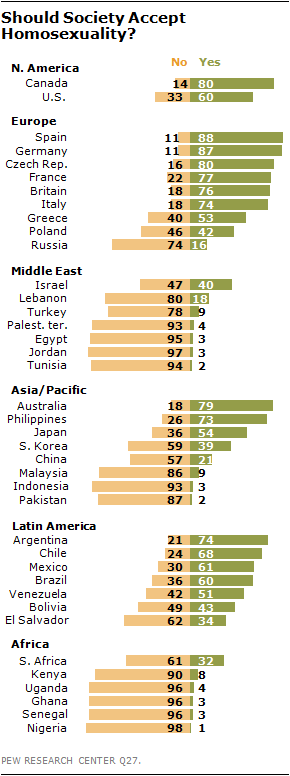 Should Society Accept
Homosexuality?
No Yes
N. America
Canada 14 80
U.S. 33 60
Europe
Spain 11 88
Germany 11 87
Czech Rep. 16 80
France 22 77
Britain 18 76
Italy 18 74
Greece 40 53
Poland 46 42
Russia 74 16
Middle East
Israel 47 40
Lebanon 80 18
Turkey 78 9
Palest. ter. 93 4
Egypt 95 3
Jordan 97 3
Tunisia 94 2
Asia/Pacific
Australia 18 79
Philippines 26 73
Japan 36 54
S. Korea 59 39
China 57 21
Malaysia 86 9
Indonesia 93 3
Pakistan 87 2
Latin America
Argentina 21 74
Chile 24 68
Mexico 30 61
Brazil 36 60
Venezuela 42 51
Bolivia 49 43
El Salvador 62 34
Africa
S. Africa 61 32
Kenya 90 8
Uganda 96 4
Ghana 96 3
Senegal 96 3
Nigeria 98 1
PEW RESEARCH CENTER Q27.